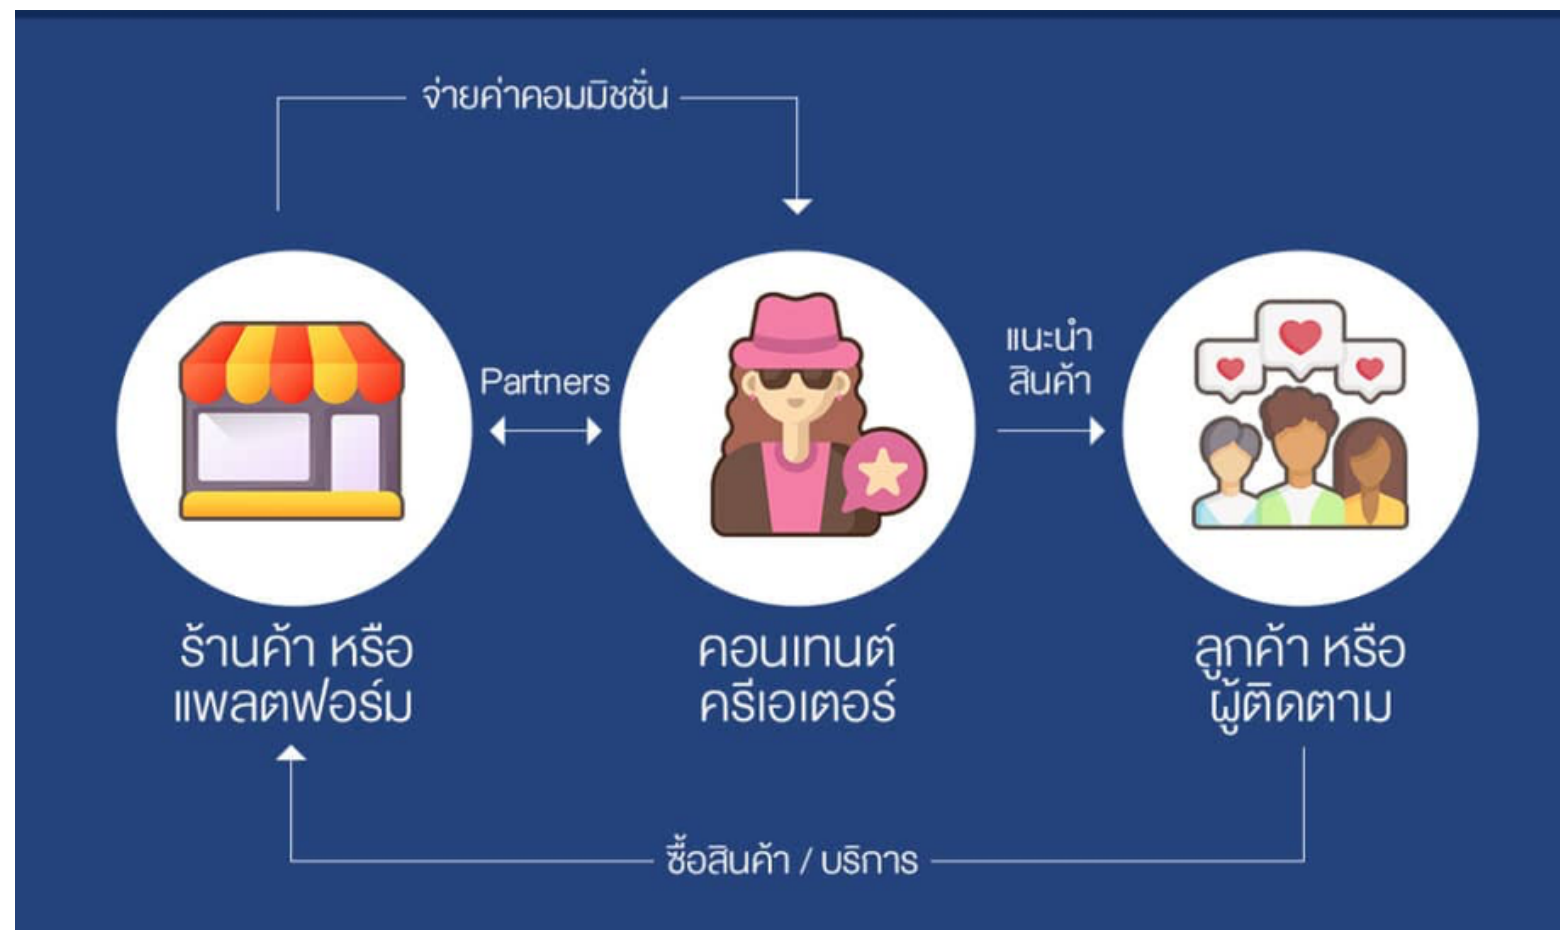 จ่ายค่าคอมมิชชั่น
Partners
แนะนำ
สินค้า
ร้านค้า หรือ
แพลตฟอร์ม
คอนเทนต์
ครีเอเตอร์
ลูกค้า หรือ
ผู้ติดตาม
ซื้อสินค้า / บริการ